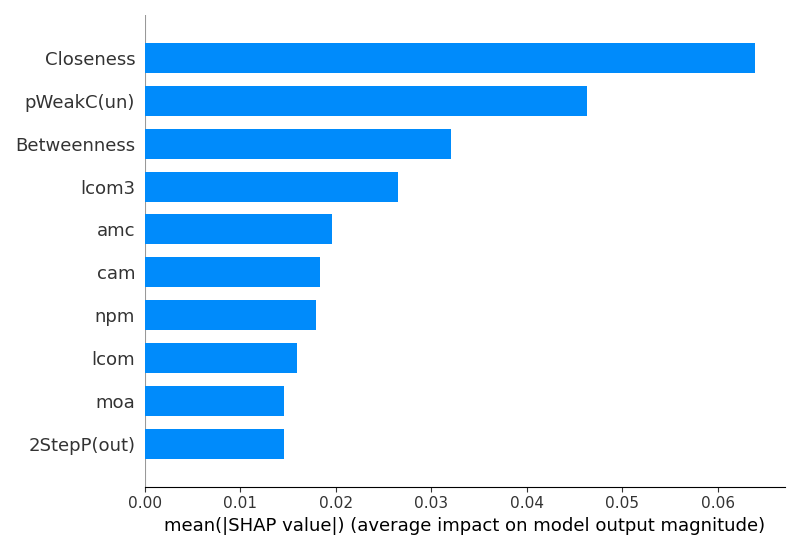 Closeness
pWeakC(un)
Betweenness
lcom3
amc
cam
npm
lcom
moa
2StepP(out)
0.00 0.01 0.02 0.03 0.04 0.05 0.06
mean(|SHAP value|) (average impact on model output magnitude)